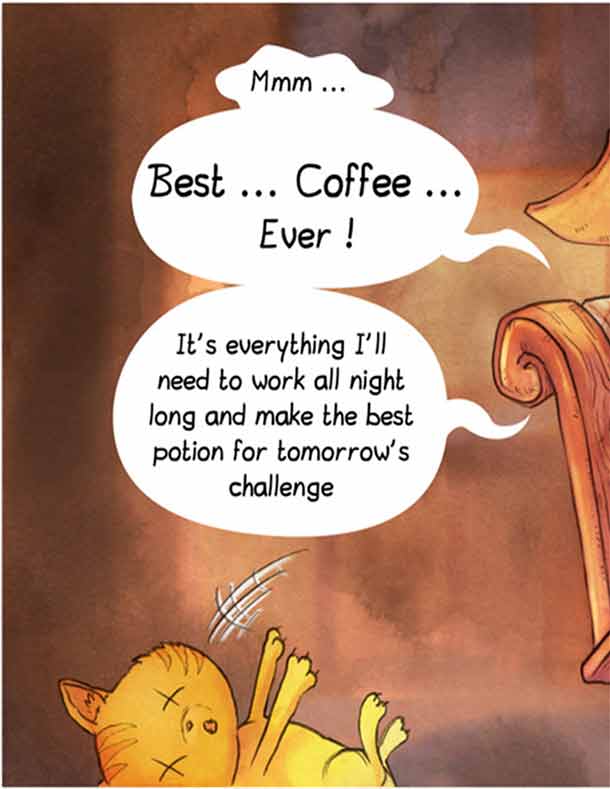 Mmm ...
Best ... Coffee ...
Ever !
It's everything I'll
need to work all night
long and make the best
potion for tomorrow's
challenge